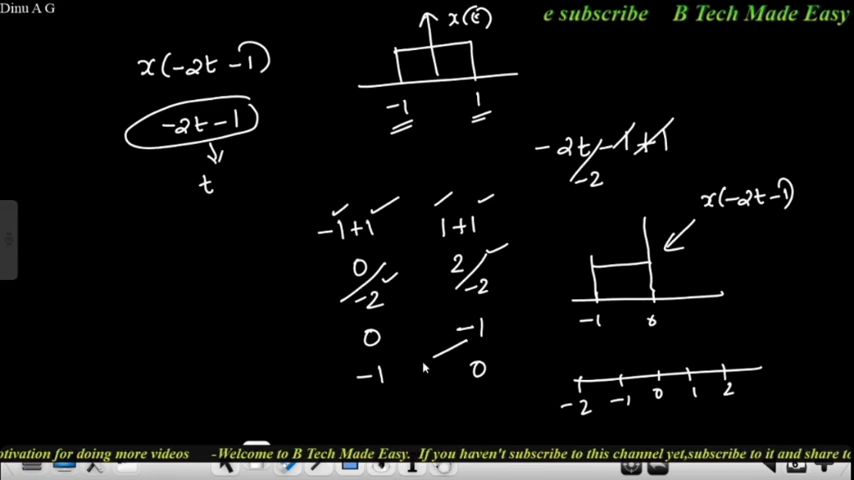 Dinu A G
e subscribe B Tech Made Easy
x(t)
x(-2t-1)
-1 1
-2t-1
t
-2t-1+1
-2
x(-2t-1)
-1+1 1+1
0 2
-2 -2
-1 0
0 -1
-1 0
-2 -1 0 1 2
otivation for doing more videos -Welcome to B Tech Made Easy. If you haven't subscribe to this channel yet,subscribe to it and share to